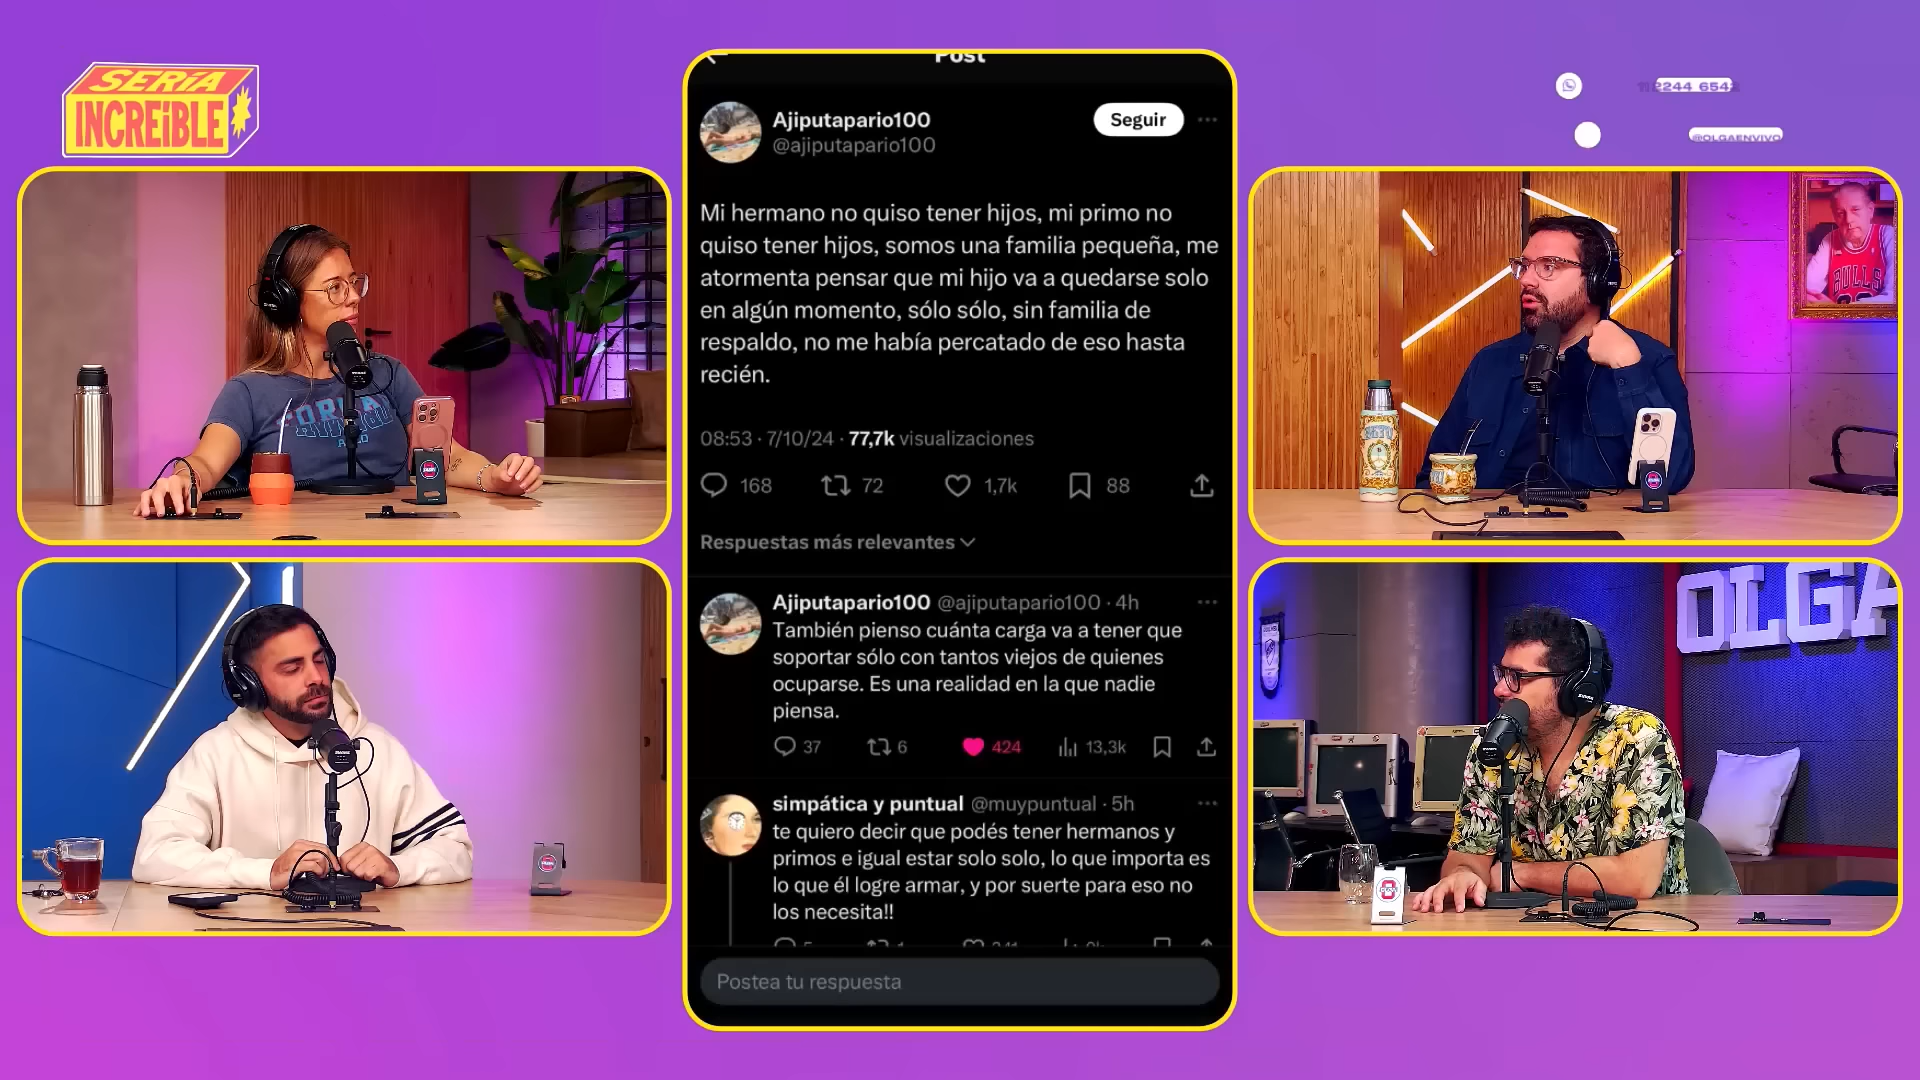 SERÍA
INCREÍBLE
Post
Ajiputapario100
@ajiputapario100
Seguir
Mi hermano no quiso tener hijos, mi primo no
quiso tener hijos, somos una familia pequeña, me
atormenta pensar que mi hijo va a quedarse solo
en algún momento, sólo sólo, sin familia de
respaldo, no me había percatado de eso hasta
recién.
08:53 · 7/10/24 · 77,7k visualizaciones
168 72 1,7k 88
Respuestas más relevantes
Ajiputapario100 @ajiputapario100 · 4h
También pienso cuánta carga va a tener que
soportar sólo con tantos viejos de quienes
ocuparse. Es una realidad en la que nadie
piensa.
37 6 424 13,3k
simpática y puntual @muypuntual · 5h
te quiero decir que podés tener hermanos y
primos e igual estar solo solo, lo que importa es
lo que él logre armar, y por suerte para eso no
los necesita!!
Postea tu respuesta
@OLGAENVIVO
BULLS
OLGA